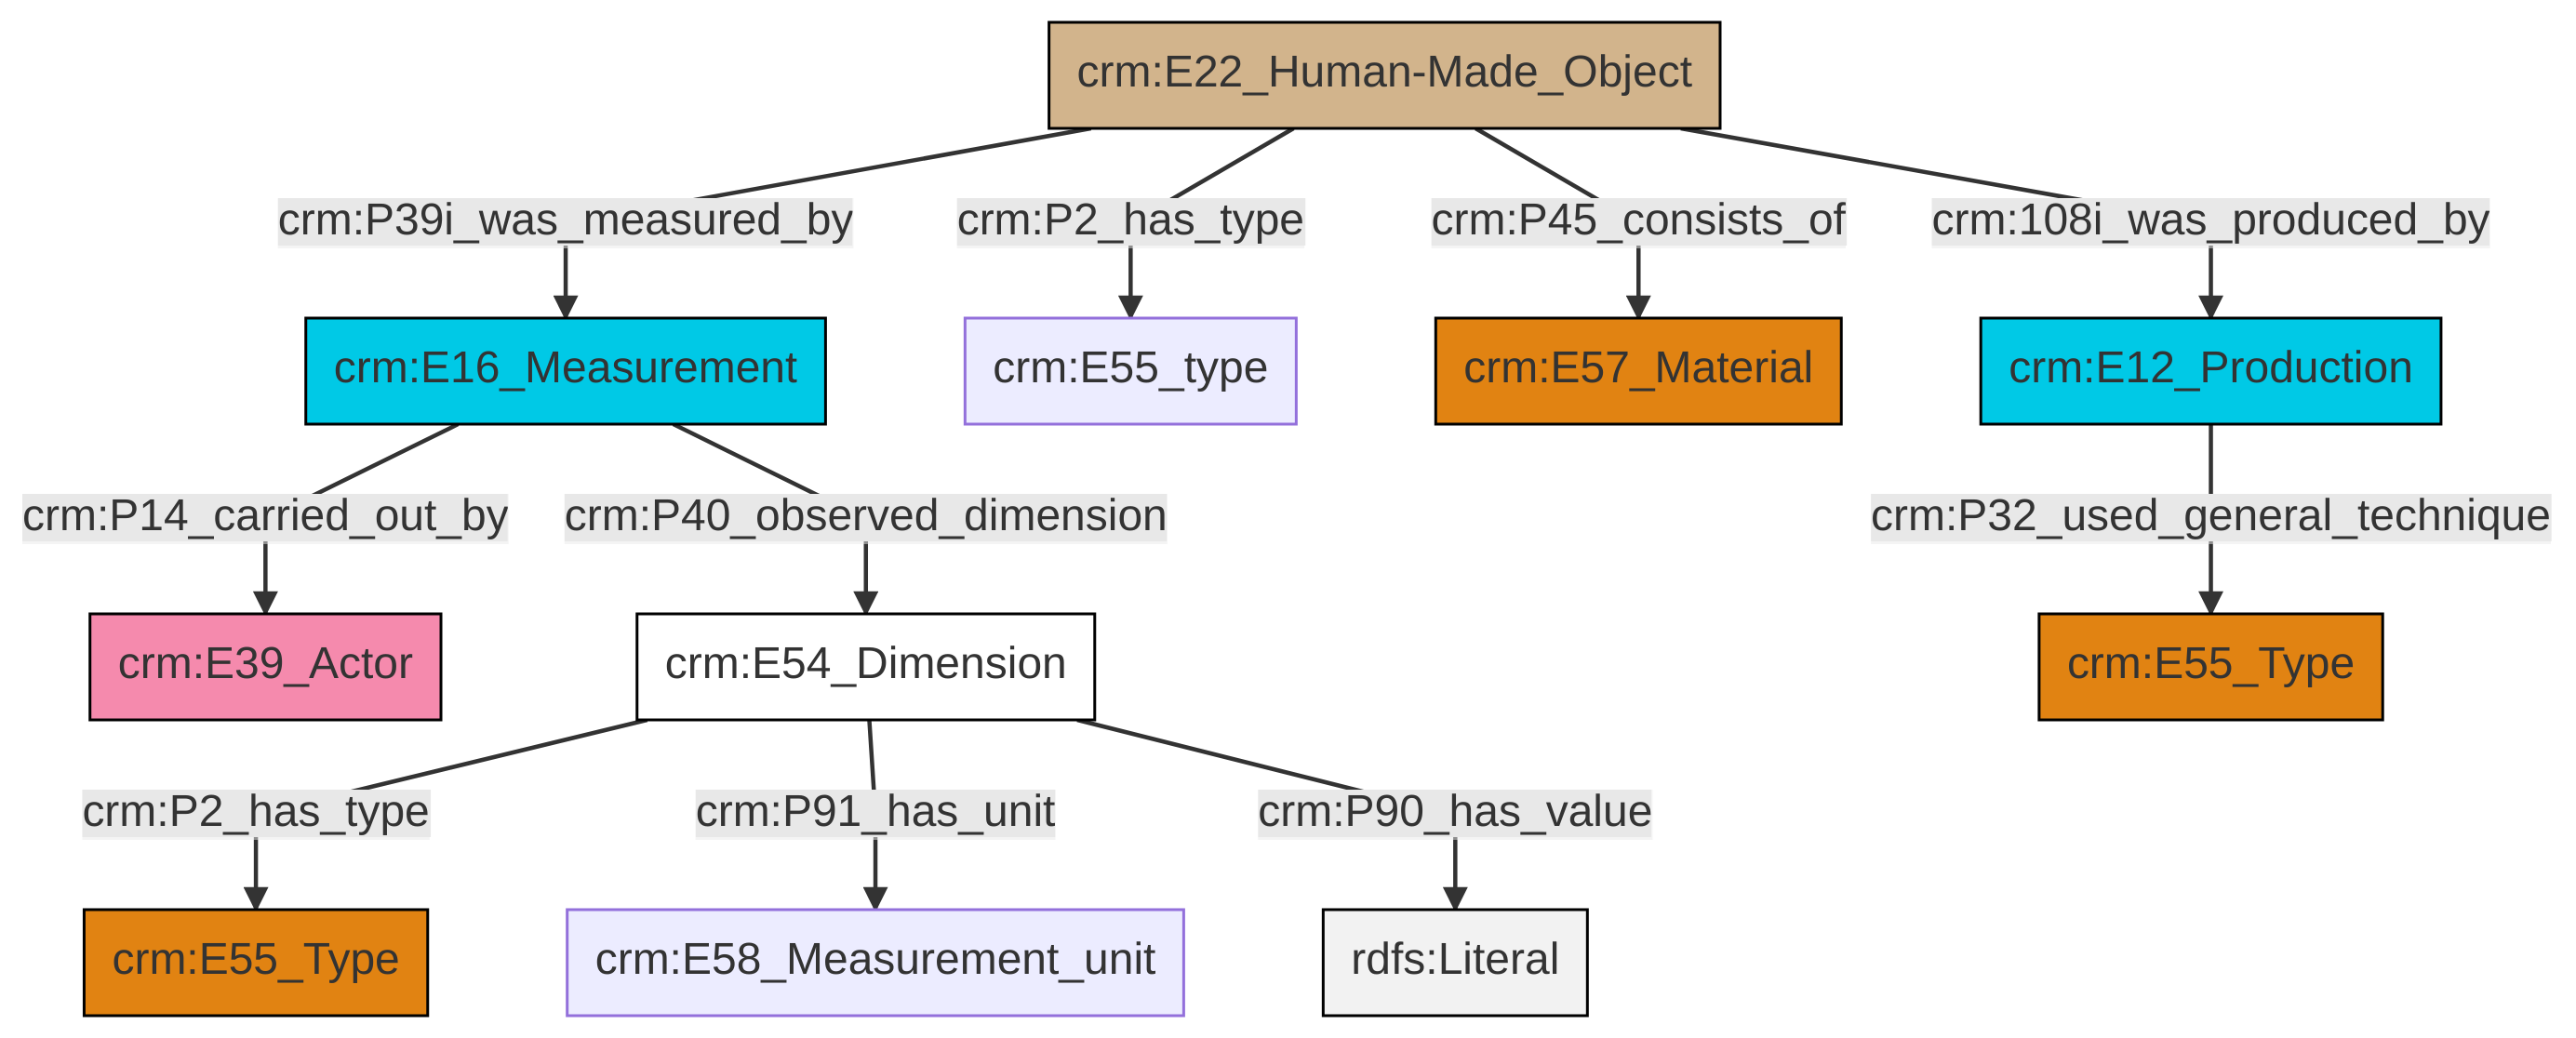 crm:E22_Human-Made_Object
crm:P39i_was_measured_by
crm:P2_has_type
crm:P45_consists_of
crm:108i_was_produced_by
crm:E16_Measurement
crm:E55_type
crm:E57_Material
crm:E12_Production
crm:P14_carried_out_by
crm:P40_observed_dimension
crm:P32_used_general_technique
crm:E39_Actor
crm:E54_Dimension
crm:E55_Type
crm:P2_has_type
crm:P91_has_unit
crm:P90_has_value
crm:E55_Type
crm:E58_Measurement_unit
rdfs:Literal